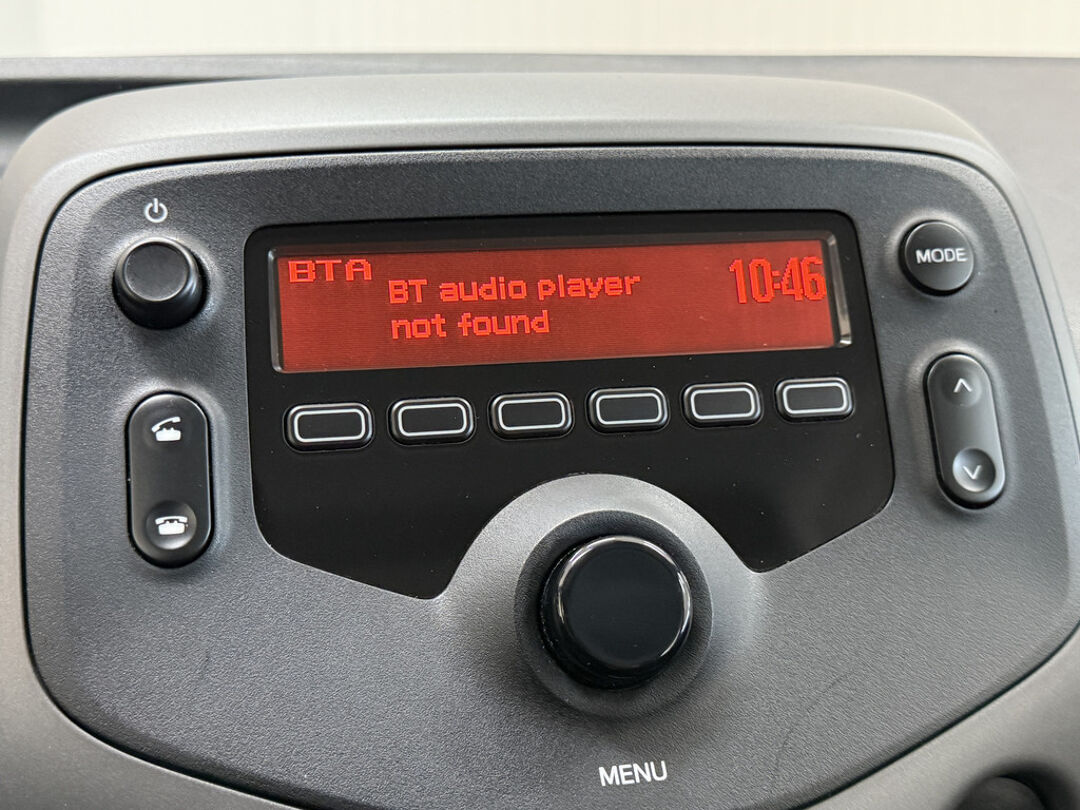 BTA
BT audio player
not found
10:46
MODE
MENU